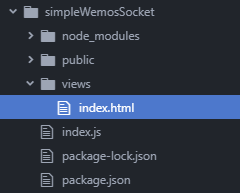 simpleWemosSocket
node_modules
public
views
index.html
index.js
package-lock.json
package.json